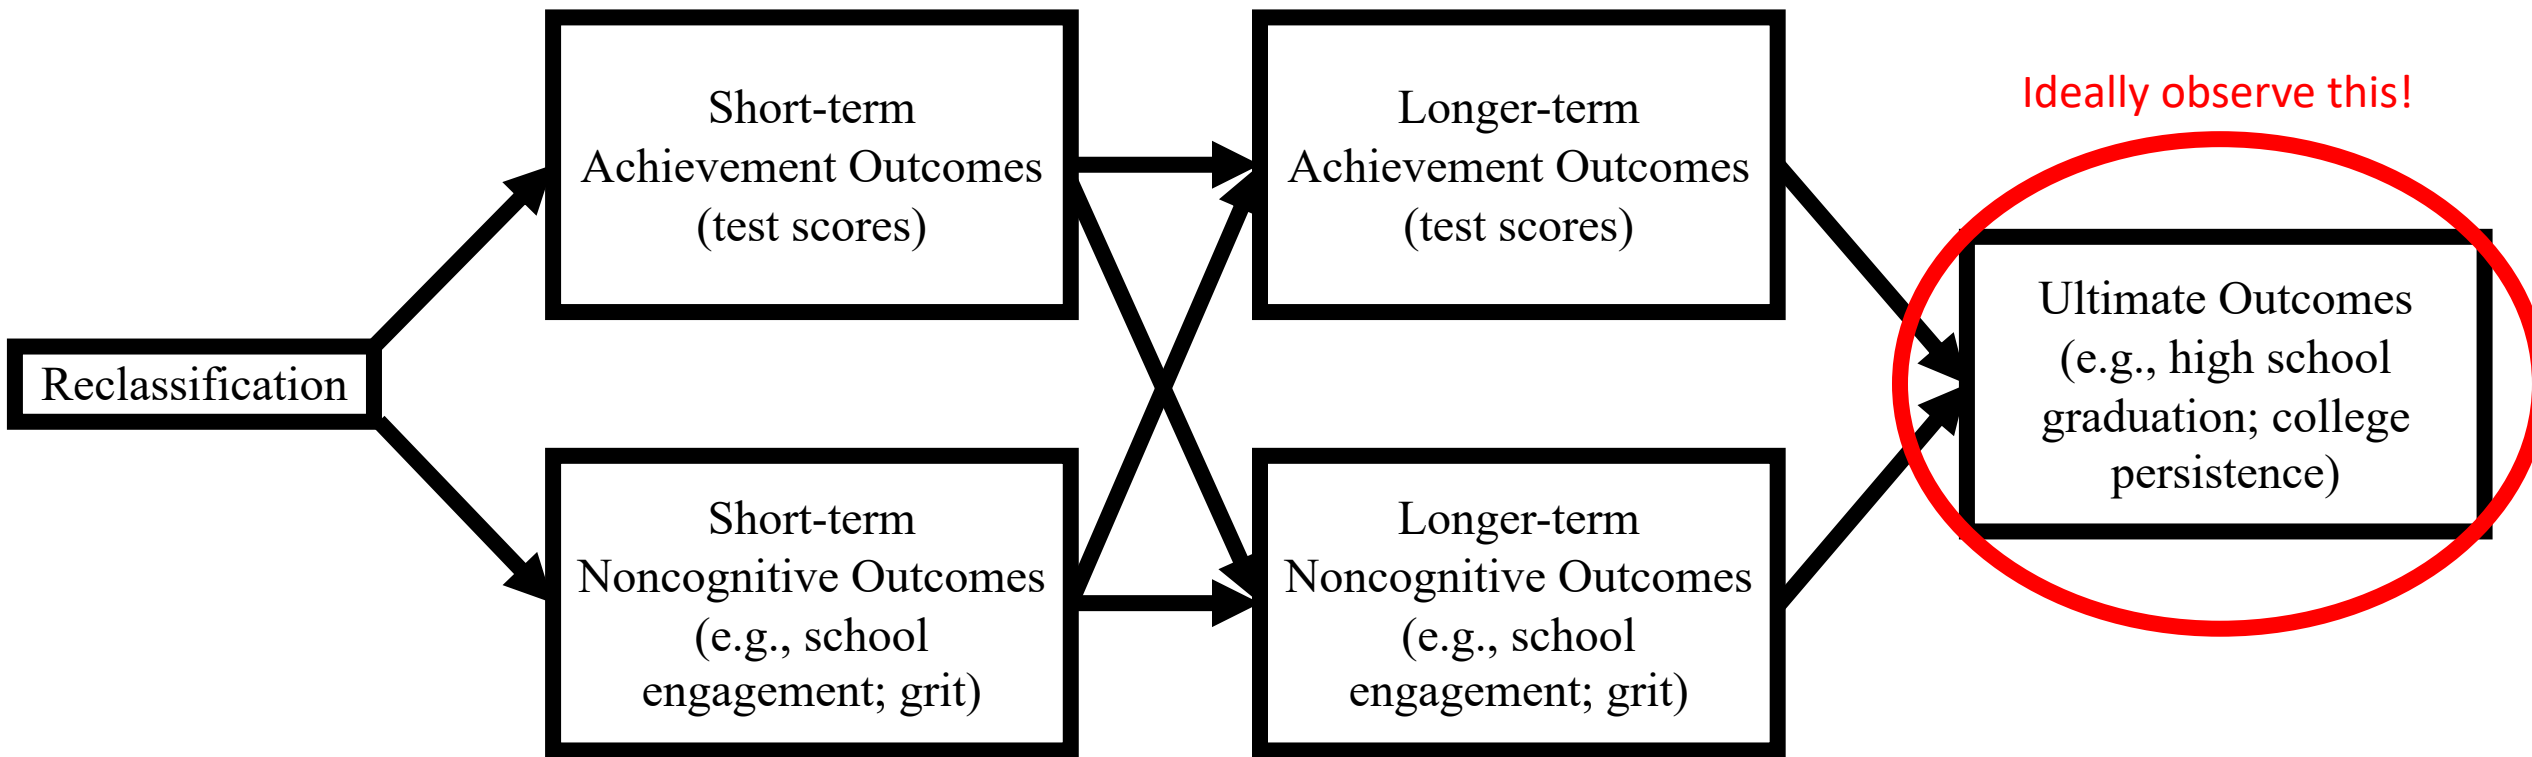 Reclassification
Short-term
Achievement Outcomes
(test scores)
Short-term
Noncognitive Outcomes
(e.g., school
engagement; grit)
Longer-term
Achievement Outcomes
(test scores)
Longer-term
Noncognitive Outcomes
(e.g., school
engagement; grit)
Ideally observe this!
Ultimate Outcomes
(e.g., high school
graduation; college
persistence)